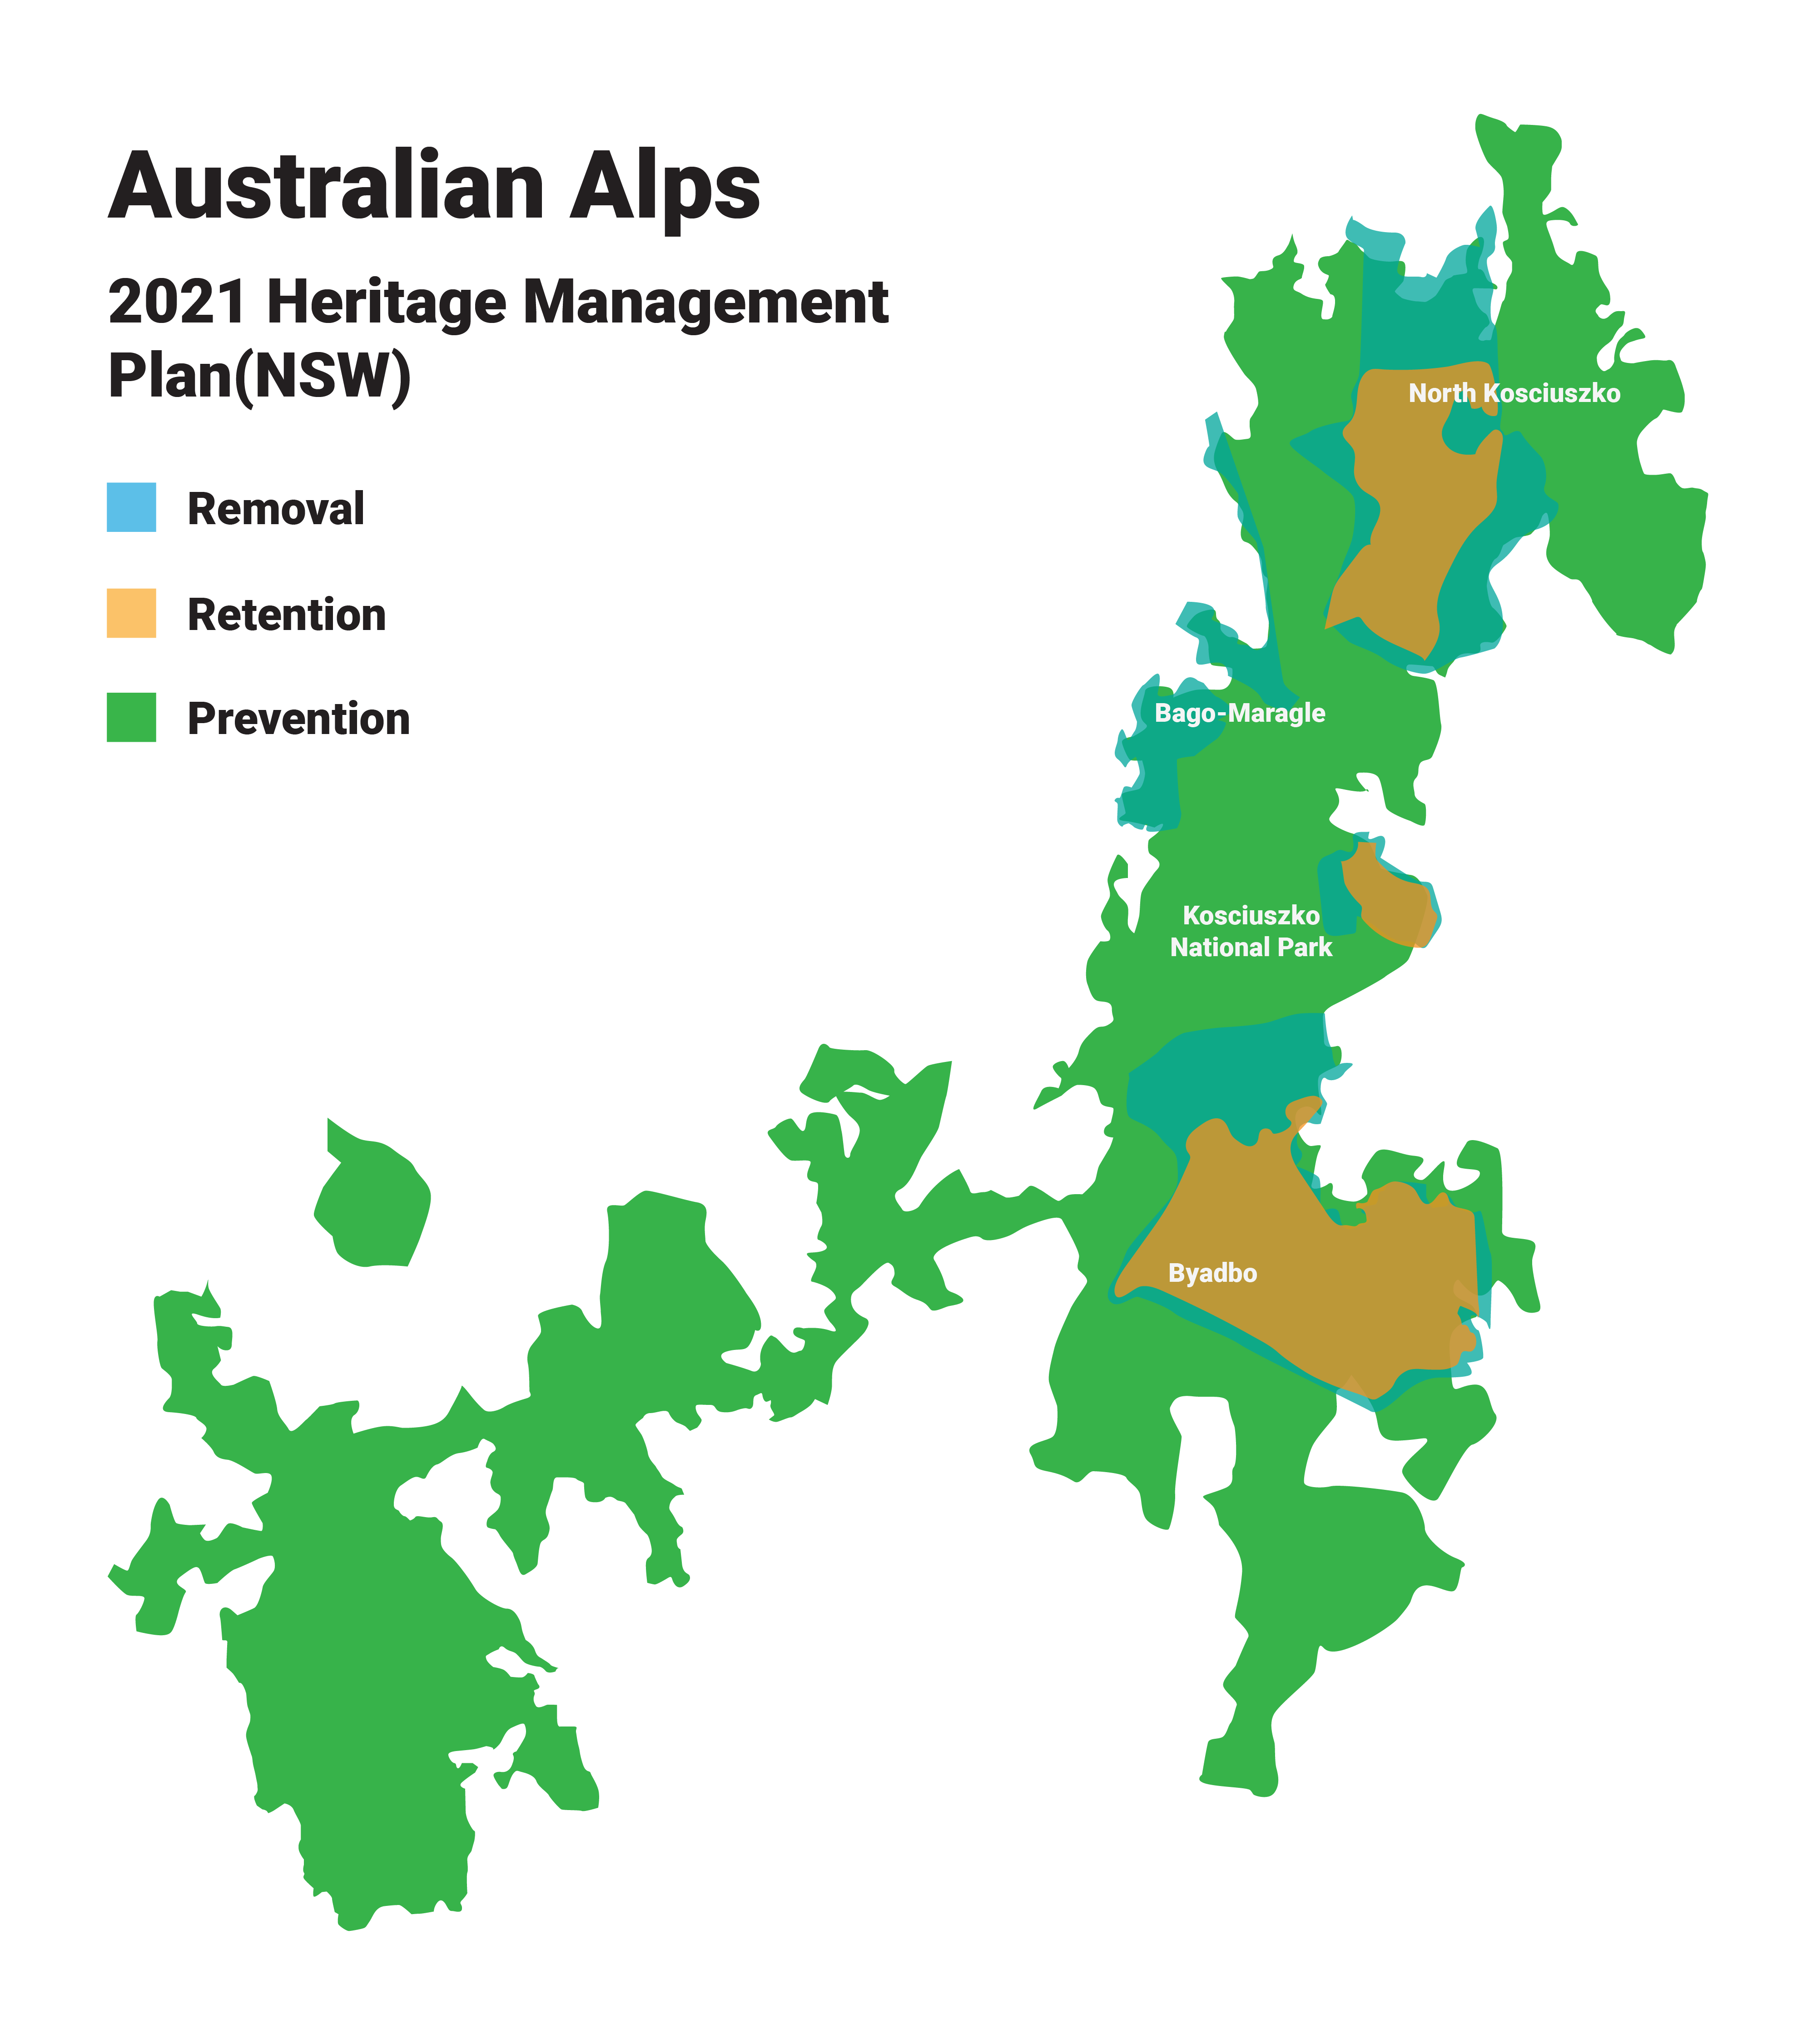 Australian Alps
2021 Heritage Management
Plan(NSW)
Removal
Retention
Prevention
North Kosciuszko
Bago-Maragle
Kosciuszko
National Park
Byadbo